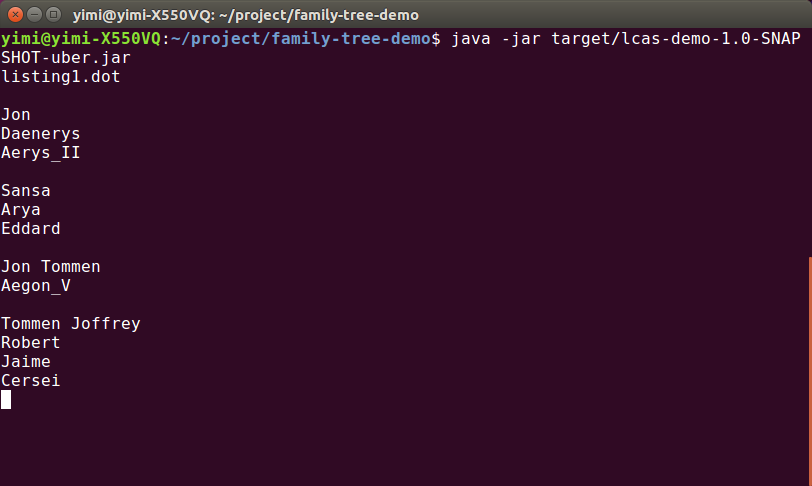 yimi@yimi-X550VQ: ~/project/family-tree-demo
yimi@yimi-X550VQ:~/project/family-tree-demo$ java -jar target/lcas-demo-1.0-SNAP
SHOT-uber.jar
listing1.dot
Jon
Daenerys
Aerys_II
Sansa
Arya
Eddard
Jon Tommen
Aegon_V
Tommen Joffrey
Robert
Jaime
Cersei